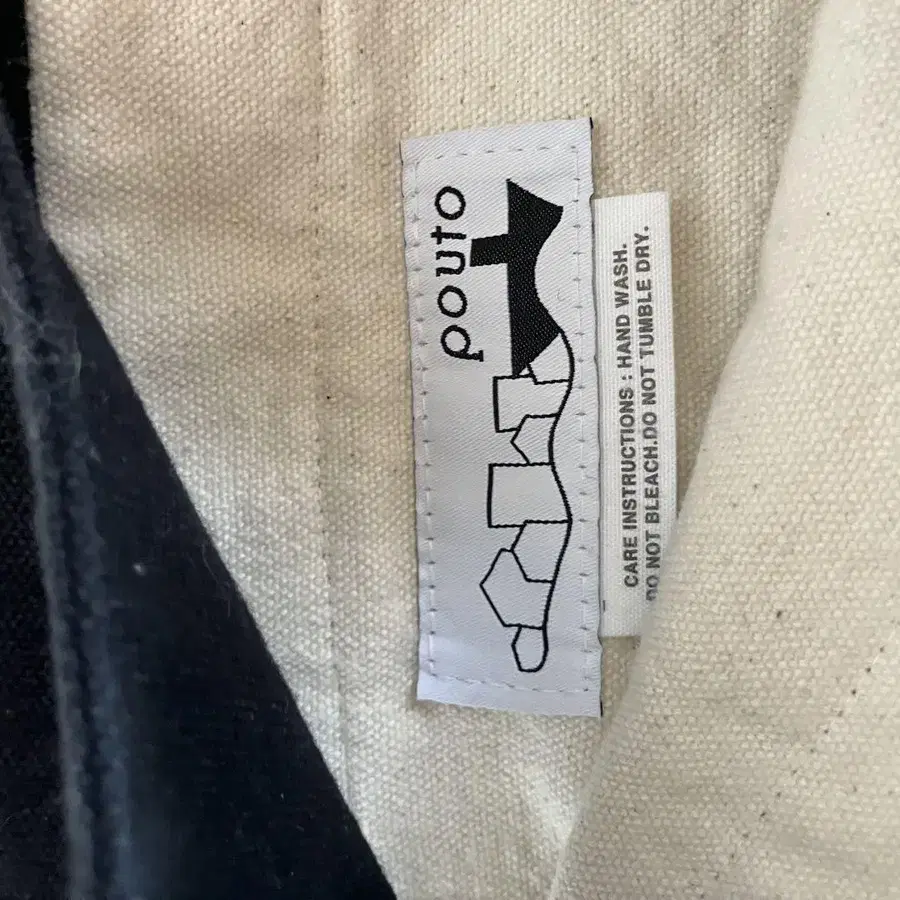 pouto
CARE INSTRUCTIONS : HAND WASH.
DO NOT BLEACH.DO NOT TUMBLE DRY.